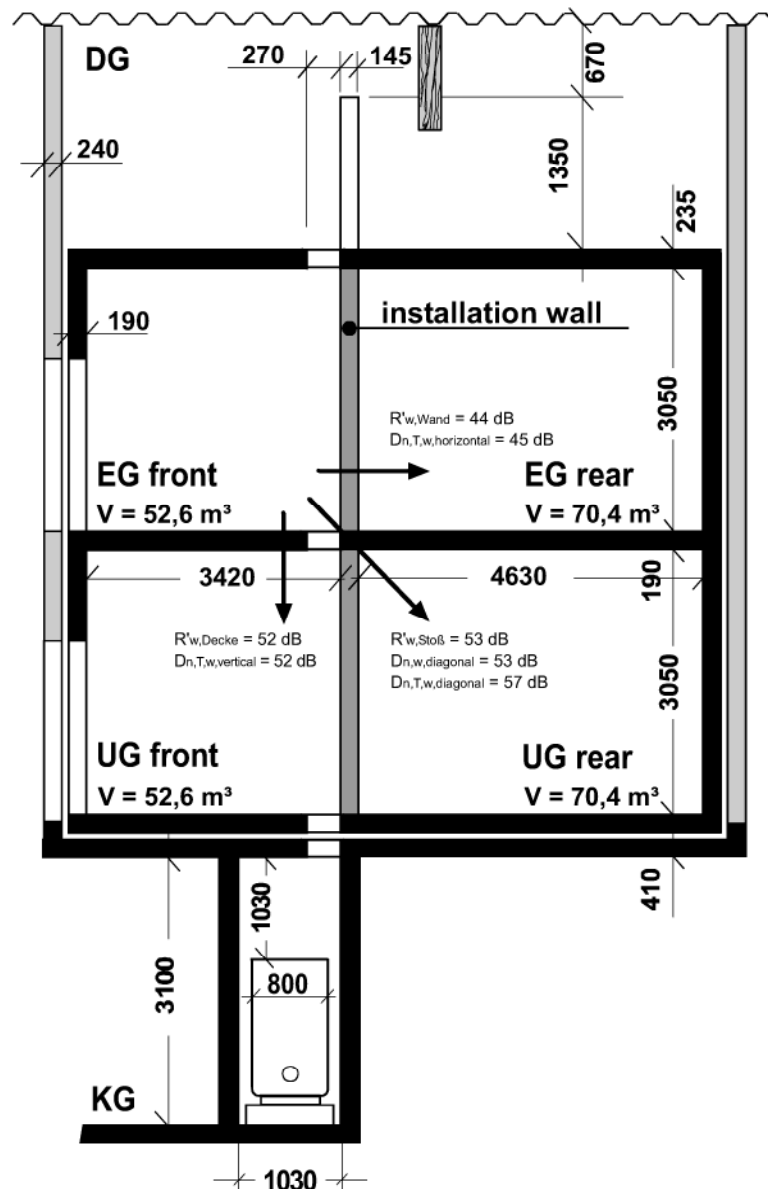 DG
270
145
670
240
1350
235
190
installation wall
3050
R'w,Wand = 44 dB
Dn,T,w,horizontal = 45 dB
EG front
V = 52,6 m³
EG rear
V = 70,4 m³
3420
4630
190
R'w,Decke = 52 dB
Dn,T,w,vertical = 52 dB
R'w,Stoß = 53 dB
Dn,w,diagonal = 53 dB
Dn,T,w,diagonal = 57 dB
3050
UG front
V = 52,6 m³
UG rear
V = 70,4 m³
1030
410
3100
800
KG
1030